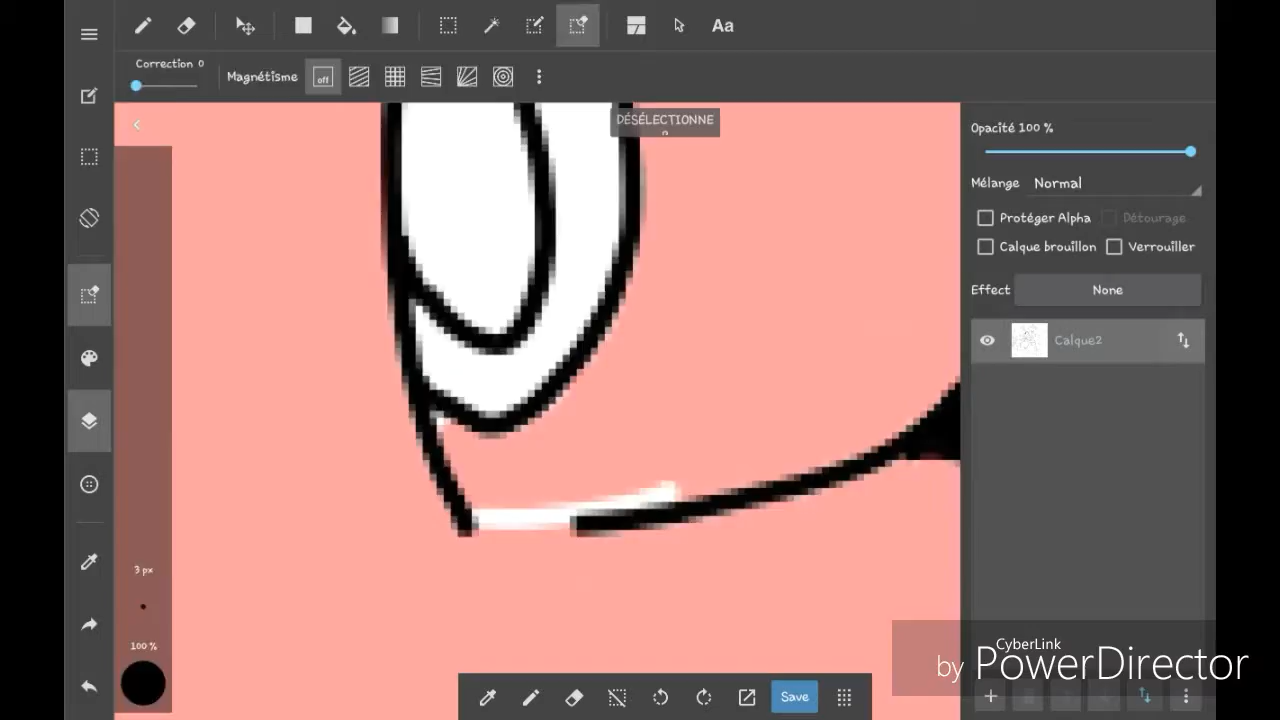 Aa
Correction 0
Magnétisme
off
DÉSÉLECTIONNE
Opacité 100 %
Mélange Normal
Protéger Alpha
Détourage
Calque brouillon
Verrouiller
Effect
None
Calque2
3 px
100 %
Save
CyberLink
by PowerDirector